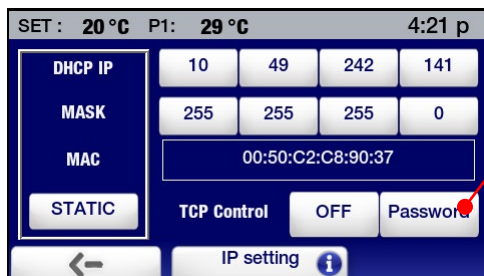 SET : 20 °C P1: 29 °C 4:21 p
DHCP IP 10 49 242 141
MASK 255 255 255 0
MAC 00:50:C2:C8:90:37
STATIC TCP Control OFF Password
IP setting i